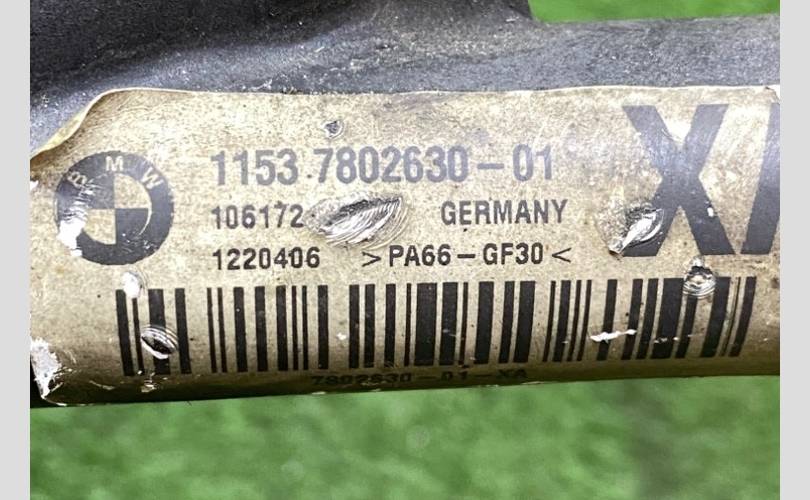 BMW
1153 7802630-01
106172
GERMANY
1220406 >PA66-GF30<
7802630-01 XA